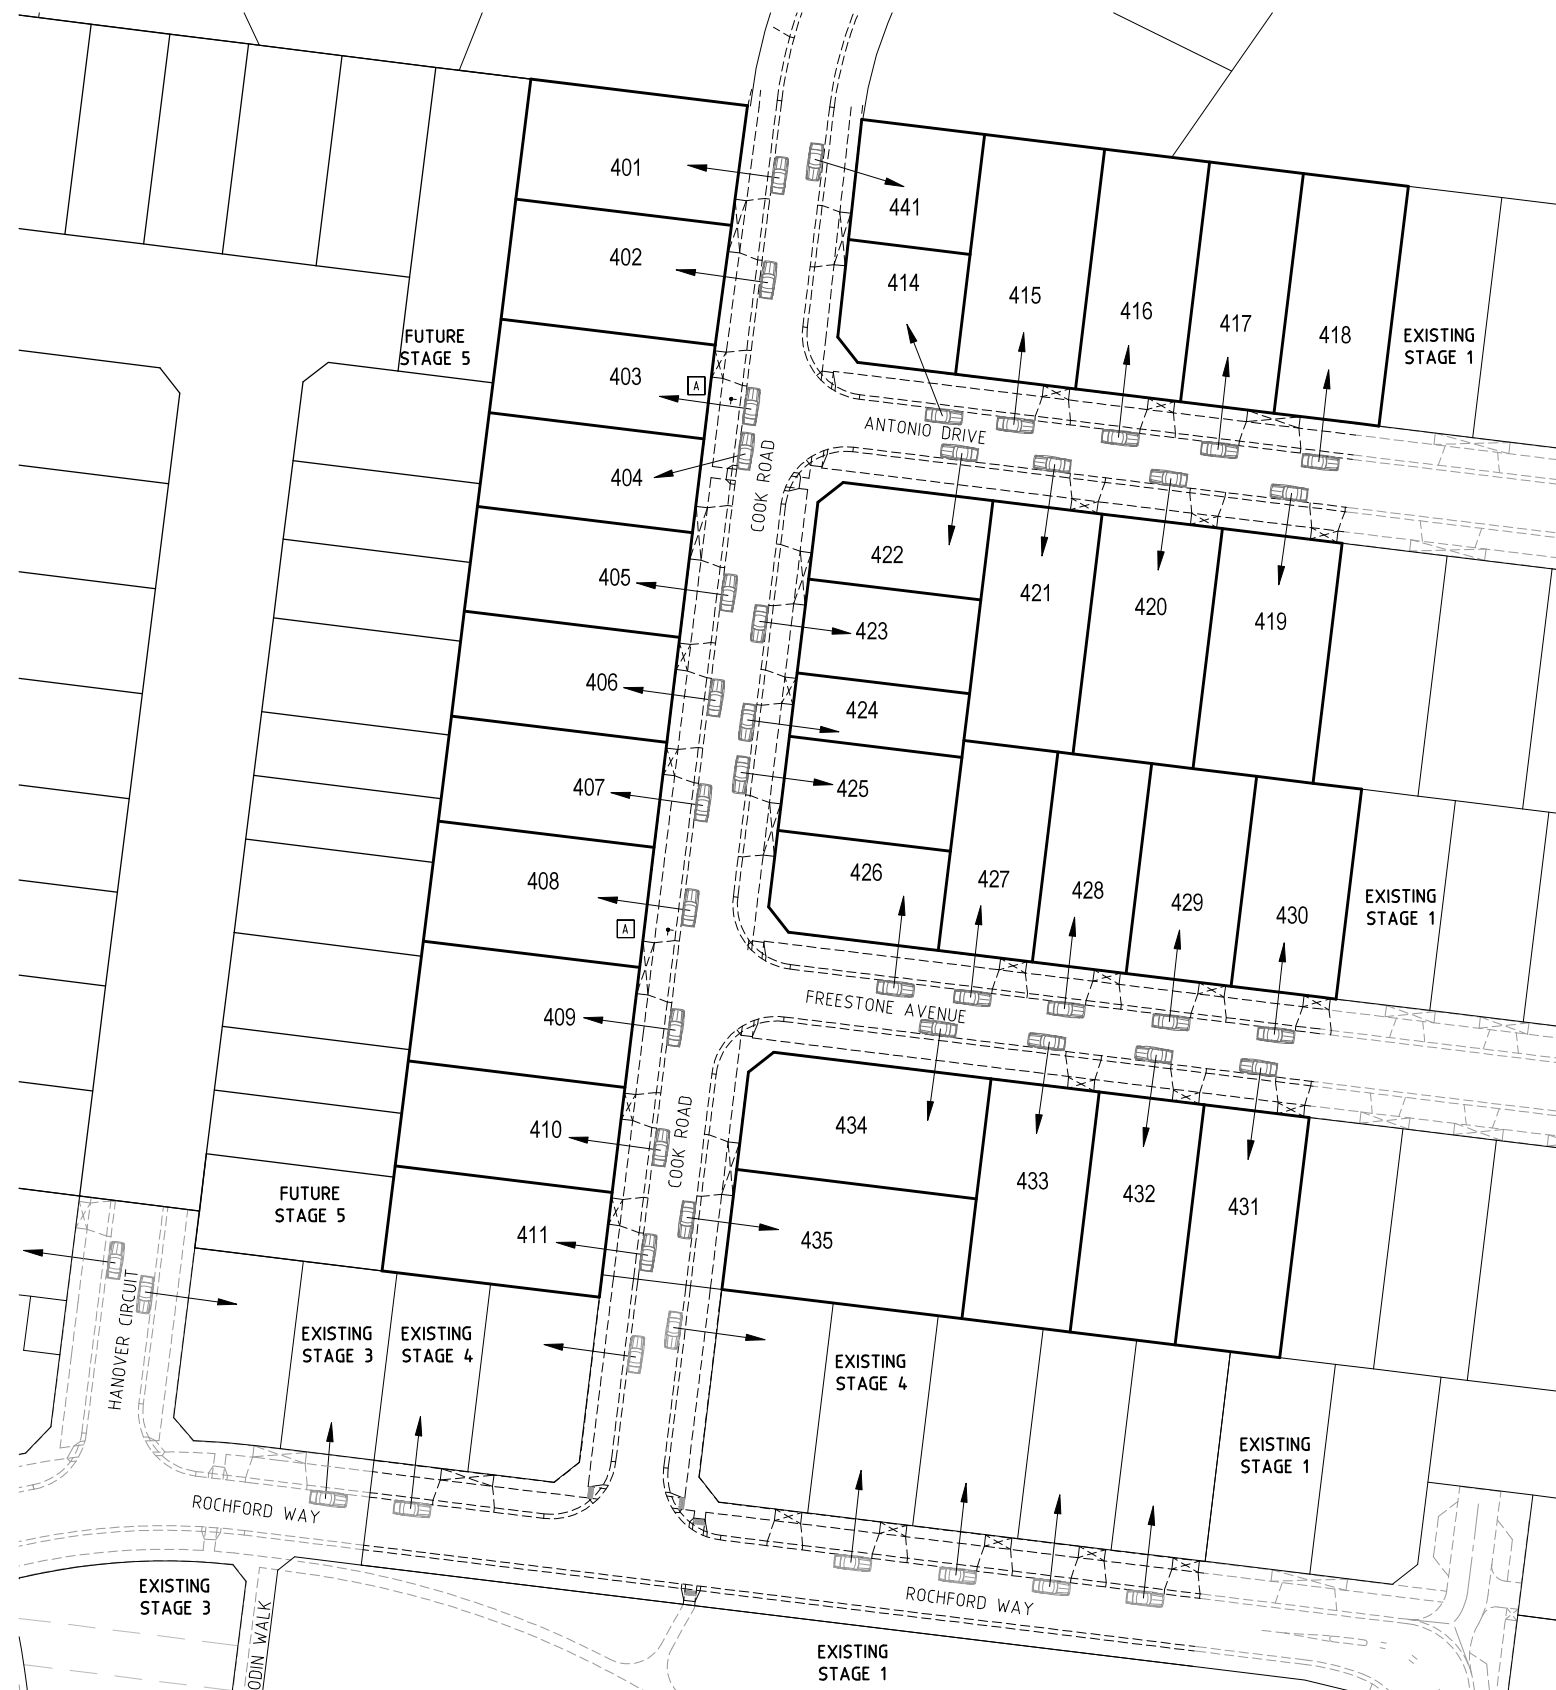 401
441
402
414
415
416
417
418
FUTURE
STAGE 5
EXISTING
STAGE 1
403
A
ANTONIO DRIVE
404
COOK ROAD
422
405
421
420
419
423
406
424
407
425
408
426
427
428
429
430
EXISTING
STAGE 1
A
FREESTONE AVENUE
409
410
COOK ROAD
434
433
432
431
FUTURE
STAGE 5
411
435
HANOVER CIRCUIT
EXISTING
STAGE 3
EXISTING
STAGE 4
EXISTING
STAGE 4
EXISTING
STAGE 1
ROCHFORD WAY
EXISTING
STAGE 3
ODIN WALK
ROCHFORD WAY
EXISTING
STAGE 1